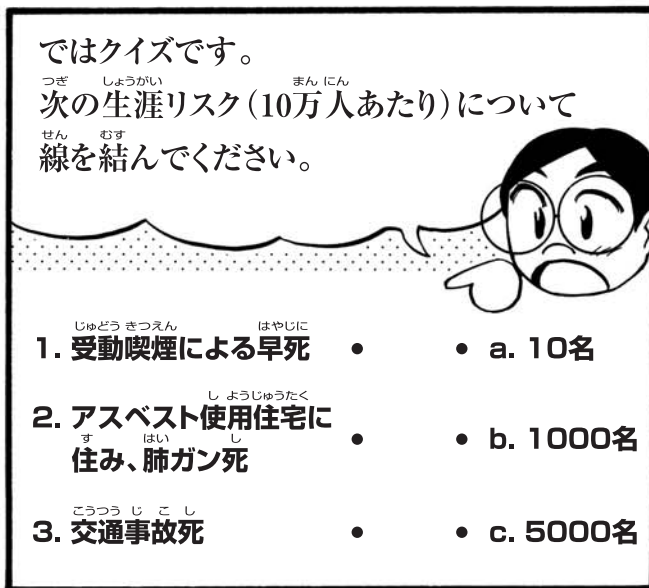 ではクイズです。
次の生涯リスク(10万人あたり)について
線を結んでください。
1. 受動喫煙による早死 • • a. 10名
2. アスベスト使用住宅に
住み、肺ガン死 • • b. 1000名
3. 交通事故死 • • c. 5000名